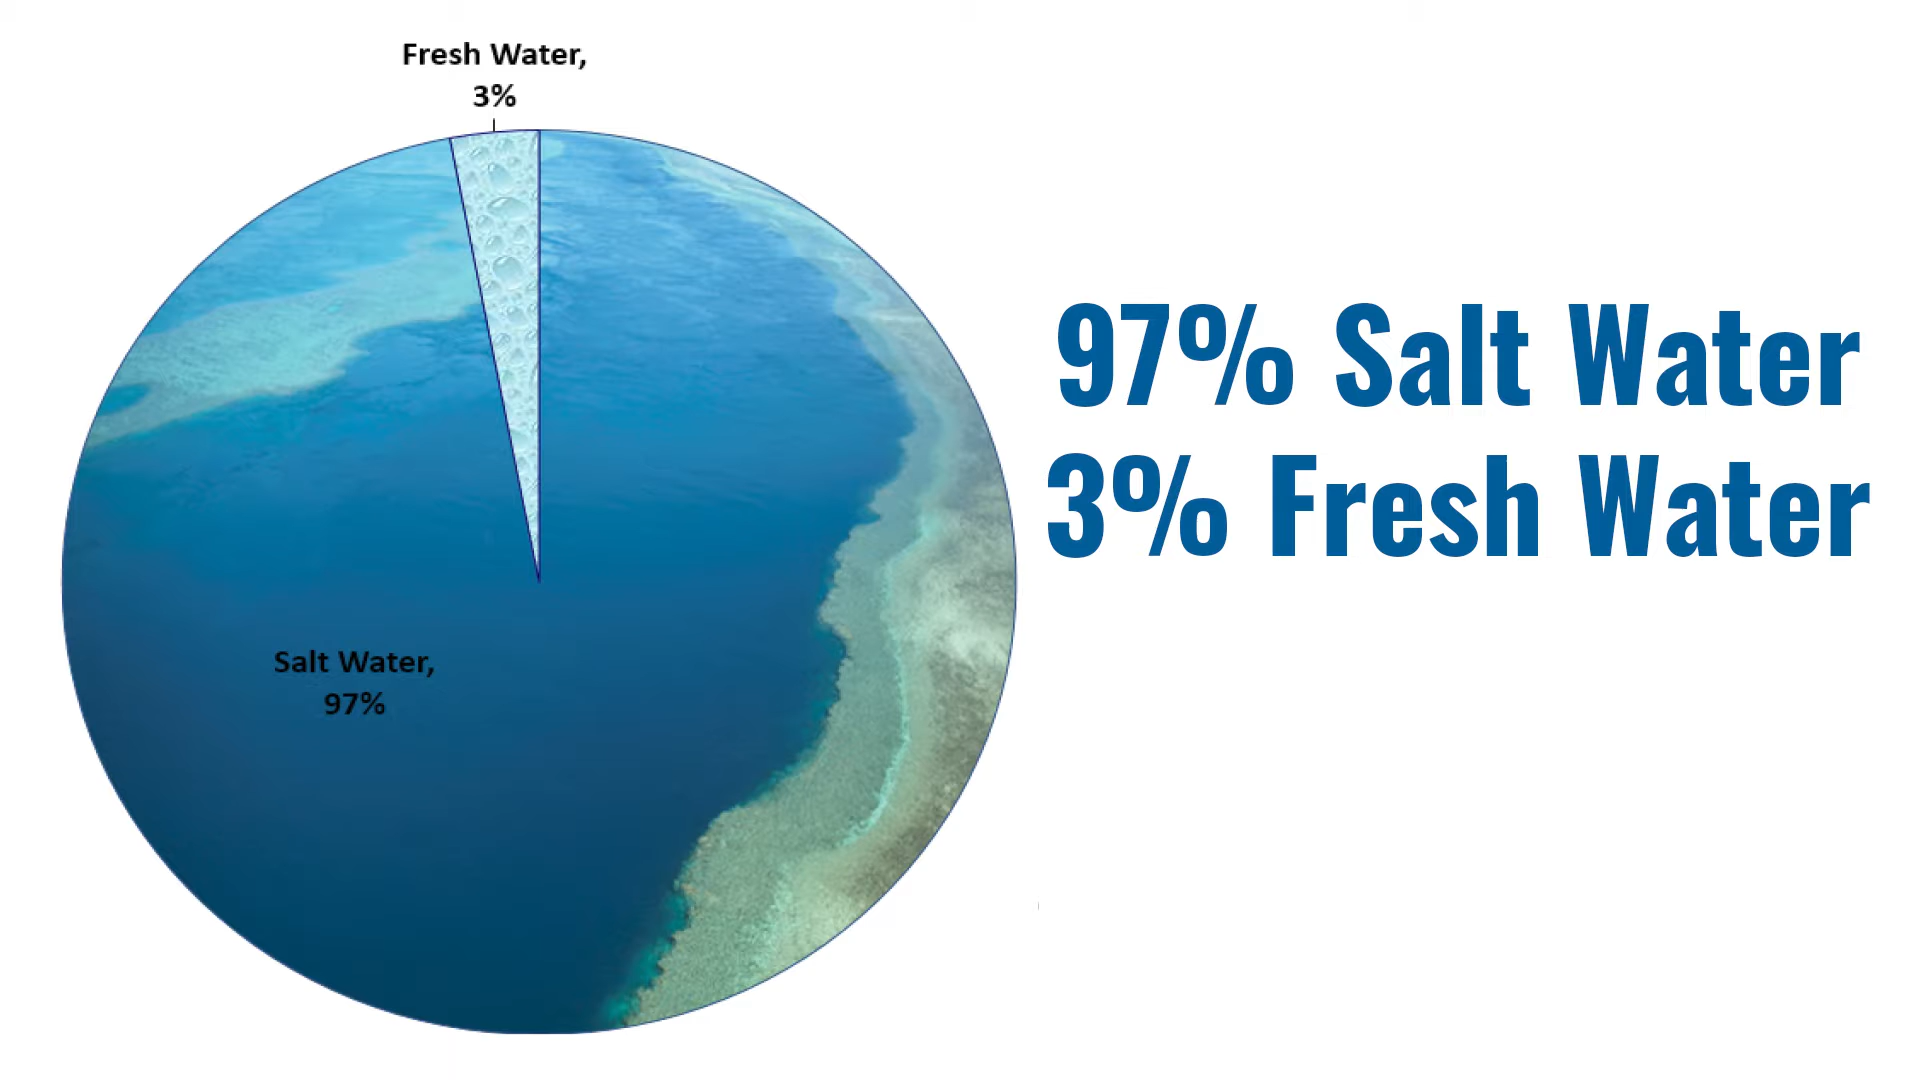 Fresh Water,
3%
Salt Water,
97%
97% Salt Water
3% Fresh Water